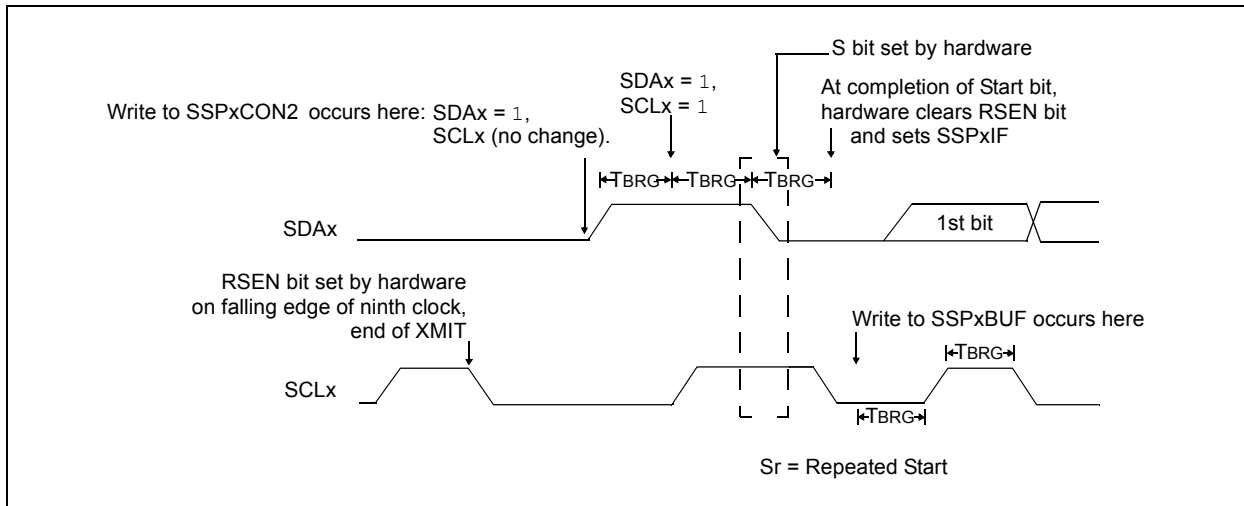 S bit set by hardware
SDAx = 1,
SCLx = 1
At completion of Start bit,
hardware clears RSEN bit
and sets SSPxIF
Write to SSPxCON2 occurs here: SDAx = 1,
SCLx (no change).
TBRG TBRG TBRG
SDAx
1st bit
RSEN bit set by hardware
on falling edge of ninth clock,
end of XMIT
Write to SSPxBUF occurs here
TBRG
SCLx
TBRG
Sr = Repeated Start